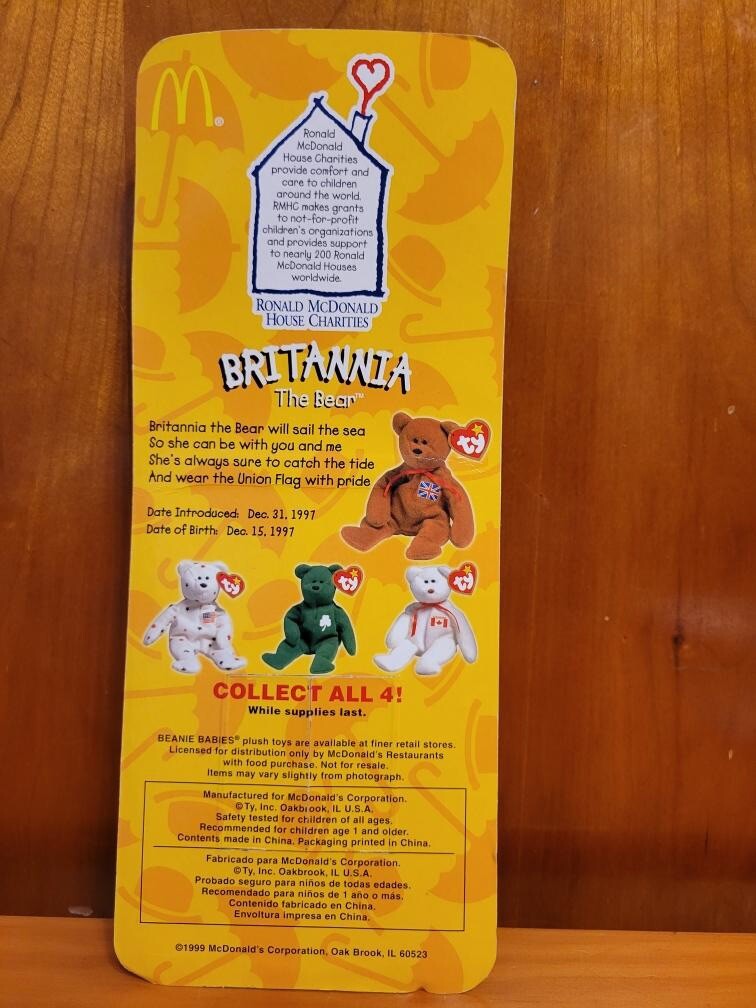 M®
Ronald
McDonald
House Charities
provide comfort and
care to children
around the world.
RMHC makes grants
to not-for-profit
children's organizations
and provides support
to nearly 200 Ronald
McDonald Houses
worldwide.
RONALD MCDONALD
HOUSE CHARITIES
BRITANNIA
The Bear™
Britannia the Bear will sail the sea
So she can be with you and me
She's always sure to catch the tide
And wear the Union Flag with pride
ty
Date Introduced: Dec. 31, 1997
Date of Birth: Dec. 15, 1997
ty
ty
ty
COLLECT ALL 4!
While supplies last.
BEANIE BABIES® plush toys are available at finer retail stores.
Licensed for distribution only by McDonald's Restaurants
with food purchase. Not for resale.
Items may vary slightly from photograph.
Manufactured for McDonald's Corporation.
©Ty, Inc. Oakbrook, IL U.S.A.
Safety tested for children of all ages.
Recommended for children age 1 and older.
Contents made in China. Packaging printed in China.
Fabricado para McDonald's Corporation.
©Ty, Inc. Oakbrook, IL U.S.A.
Probado seguro para niños de todas edades.
Recomendado para niños de 1 año o más.
Contenido fabricado en China.
Envoltura impresa en China.
©1999 McDonald's Corporation, Oak Brook, IL 60523